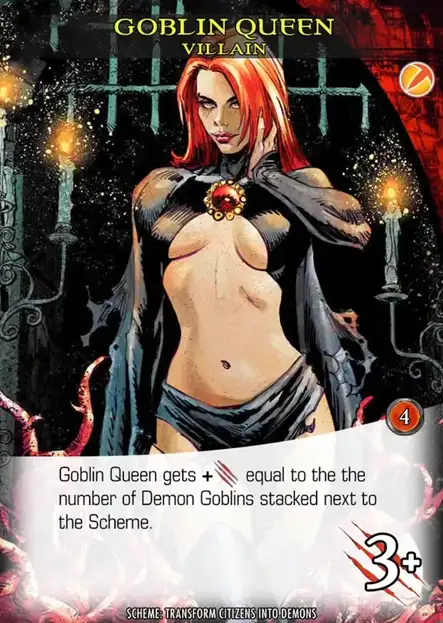 GOBLIN QUEEN
VILLAIN
4
Goblin Queen gets + equal to the the
number of Demon Goblins stacked next to
the Scheme.
3+
SCHEME: TRANSFORM CITIZENS INTO DEMONS